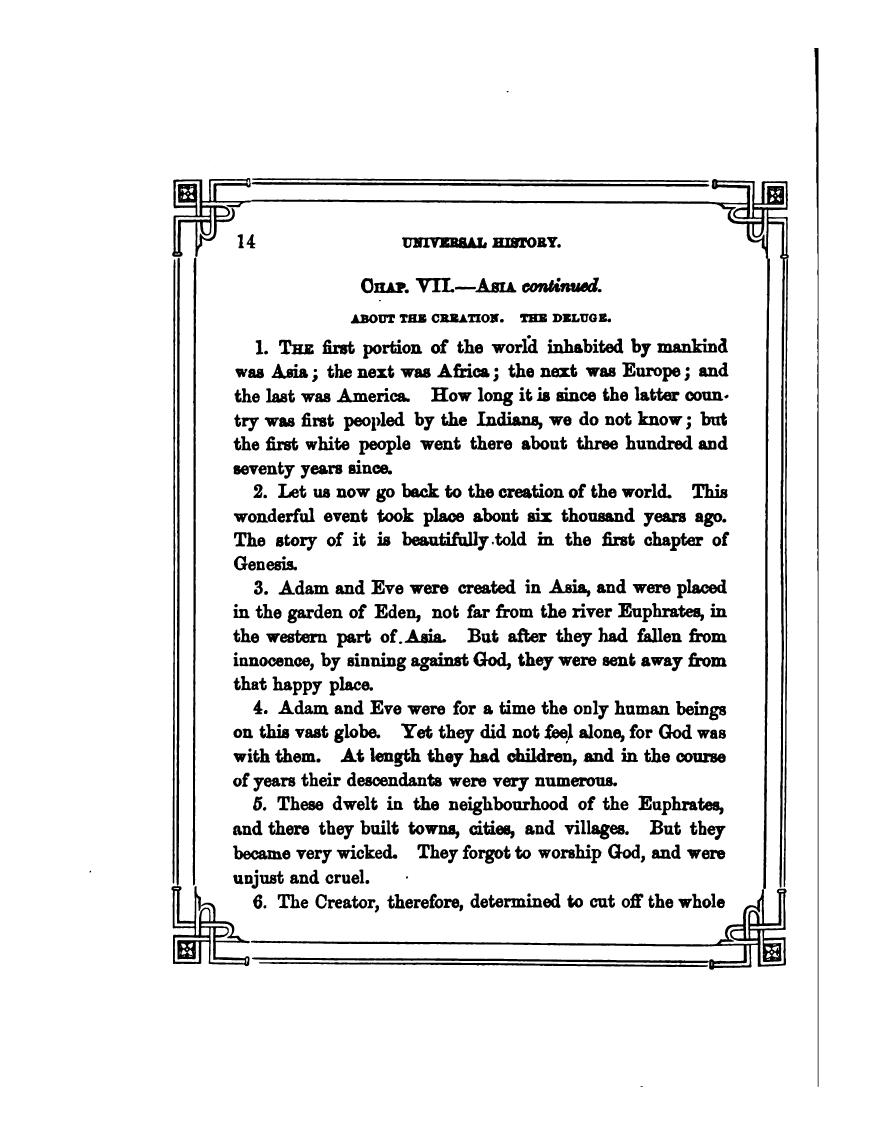 14 UNIVERSAL HISTORY.
CHAP. VII.—ASIA continued.
ABOUT THE CREATION. THE DELUGE.
1. THE first portion of the world inhabited by mankind
was Asia; the next was Africa; the next was Europe; and
the last was America. How long it is since the latter coun-
try was first peopled by the Indians, we do not know; but
the first white people went there about three hundred and
seventy years since.
2. Let us now go back to the creation of the world. This
wonderful event took place about six thousand years ago.
The story of it is beautifully told in the first chapter of
Genesis.
3. Adam and Eve were created in Asia, and were placed
in the garden of Eden, not far from the river Euphrates, in
the western part of Asia. But after they had fallen from
innocence, by sinning against God, they were sent away from
that happy place.
4. Adam and Eve were for a time the only human beings
on this vast globe. Yet they did not feel alone, for God was
with them. At length they had children, and in the course
of years their descendants were very numerous.
5. These dwelt in the neighbourhood of the Euphrates,
and there they built towns, cities, and villages. But they
became very wicked. They forgot to worship God, and were
unjust and cruel.
6. The Creator, therefore, determined to cut off the whole